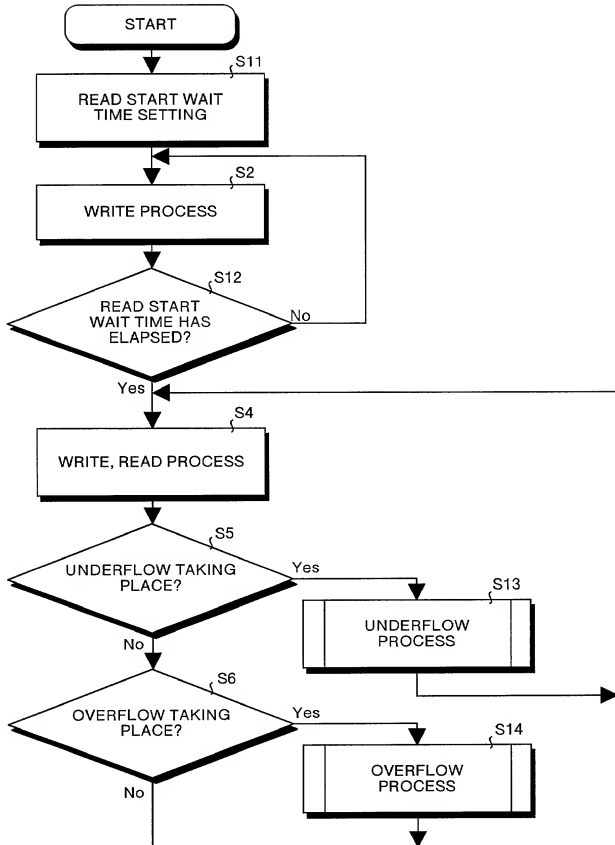 START
S11
READ START WAIT
TIME SETTING
S2
WRITE PROCESS
S12
READ START
WAIT TIME HAS
ELAPSED?
No
Yes
S4
WRITE, READ PROCESS
S5
UNDERFLOW TAKING
PLACE?
Yes
S13
UNDERFLOW
PROCESS
No
S6
OVERFLOW TAKING
PLACE?
Yes
S14
OVERFLOW
PROCESS
No